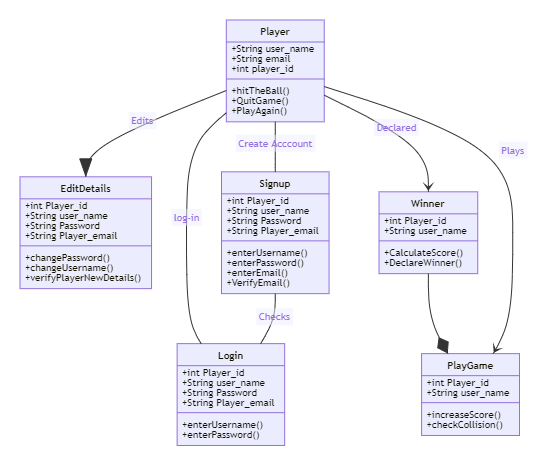 Player
+String user_name
+String email
+int player_id
+hitTheBall()
+QuitGame()
+PlayAgain()
Edits
Declared
Create Acccount
Plays
EditDetails
+int Player_id
+String user_name
+String Password
+String Player_email
+changePassword()
+changeUsername()
+verifyPlayerNewDetails()
log-in
Signup
+int Player_id
+String user_name
+String Password
+String Player_email
+enterUsername()
+enterPassword()
+enterEmail()
+VerifyEmail()
Winner
+int Player_id
+String user_name
+CalculateScore()
+DeclareWinner()
Checks
Login
+int Player_id
+String user_name
+String Password
+String Player_email
+enterUsername()
+enterPassword()
PlayGame
+int Player_id
+String user_name
+increaseScore()
+checkCollision()